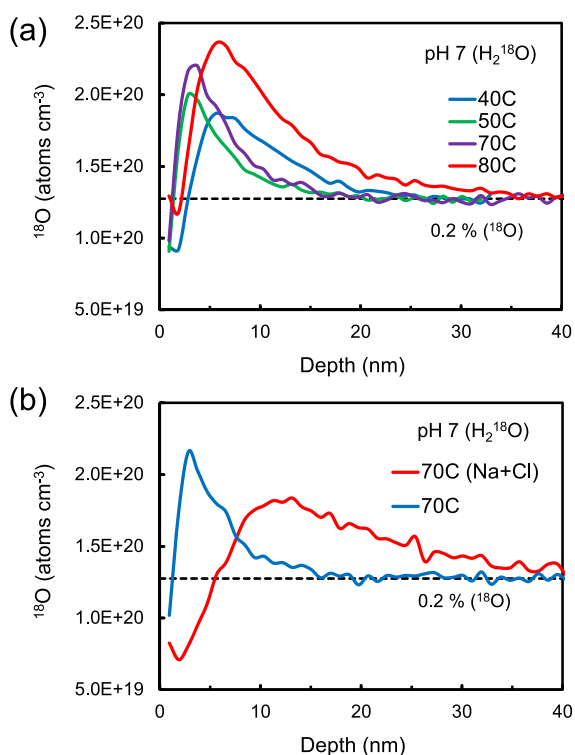 (a)
2.5E+20
2.0E+20
1.5E+20
1.0E+20
5.0E+19
¹⁸O (atoms cm⁻³)
pH 7 (H₂¹⁸O)
40C
50C
70C
80C
0.2 % (¹⁸O)
0 10 20 30 40
Depth (nm)
(b)
2.5E+20
2.0E+20
1.5E+20
1.0E+20
5.0E+19
¹⁸O (atoms cm⁻³)
pH 7 (H₂¹⁸O)
70C (Na+Cl)
70C
0.2 % (¹⁸O)
0 10 20 30 40
Depth (nm)